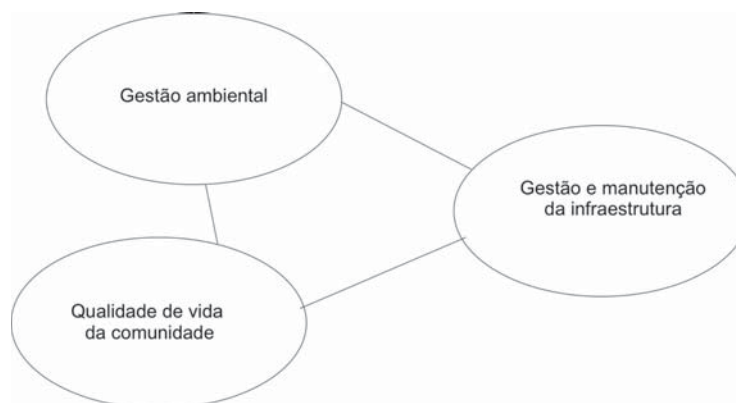 Gestão ambiental
Gestão e manutenção
da infraestrutura
Qualidade de vida
da comunidade